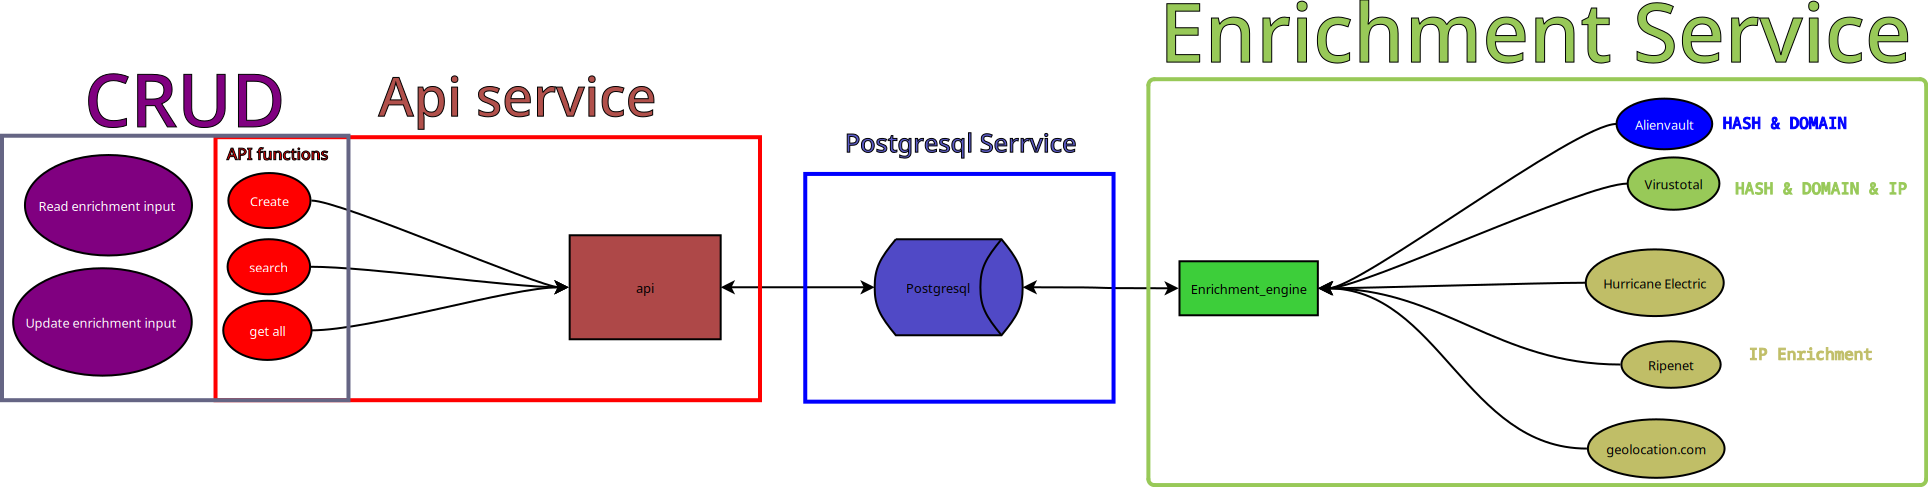 Enrichment Service
CRUD
Api service
Postgresql Serrvice
API functions
Read enrichment input
Update enrichment input
Create
search
get all
api
Postgresql
Enrichment_engine
Alienvault
HASH & DOMAIN
Virustotal
HASH & DOMAIN & IP
Hurricane Electric
Ripenet
IP Enrichment
geolocation.com